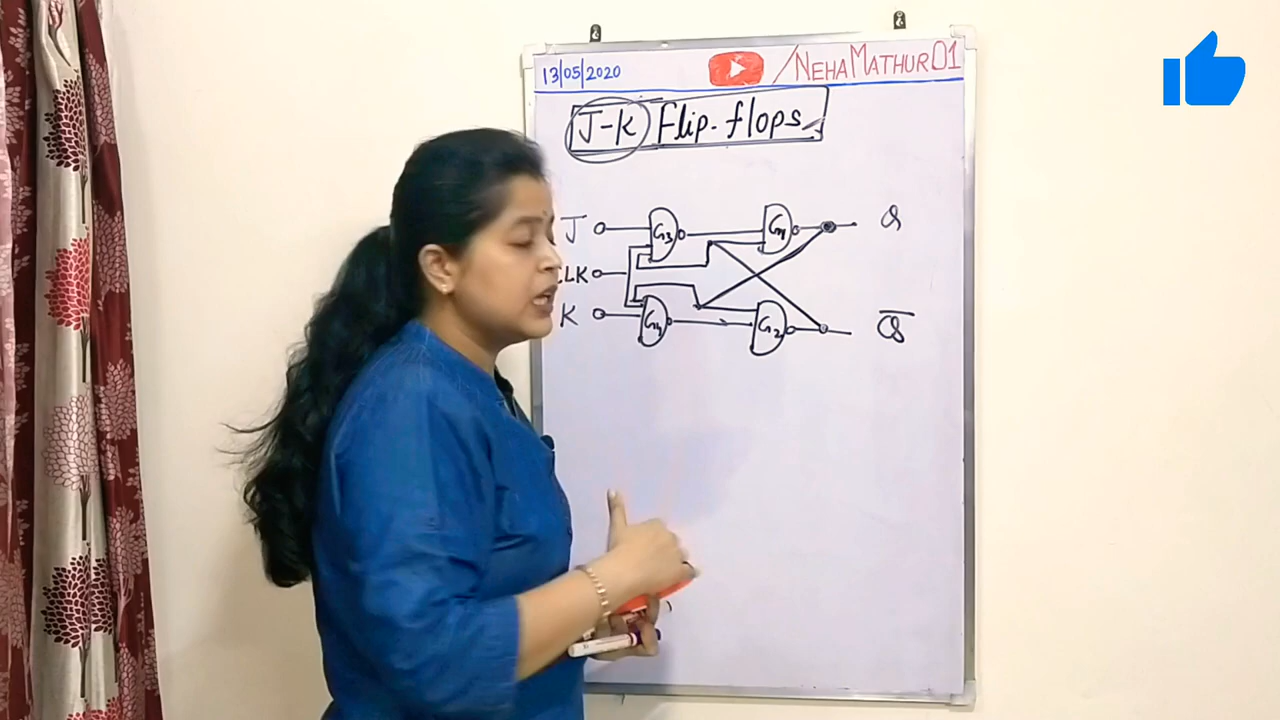 13/05/2020 /NEHAMATHUR01
J-K Flip-flops
J G3 G1 Q
CLK
K G4 G2 Q̅